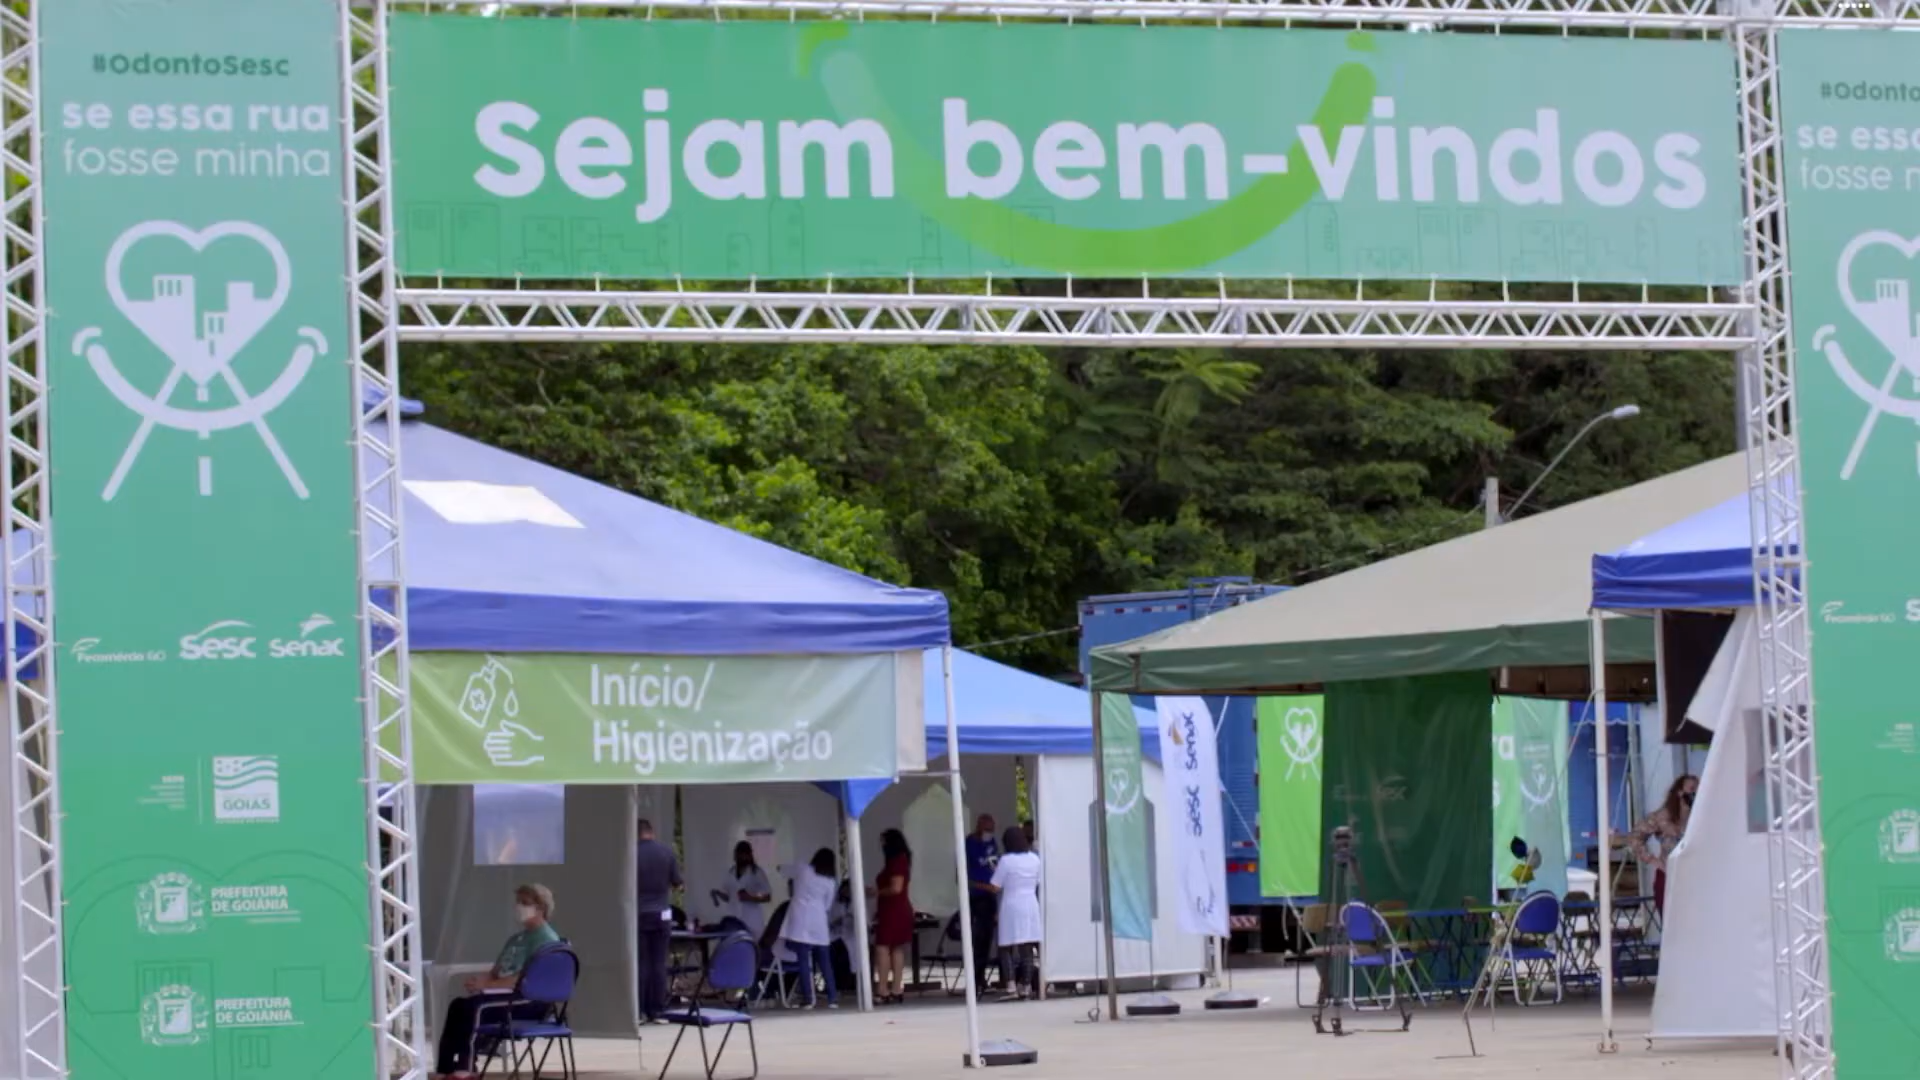 #OdontoSesc
se essa rua
fosse minha
Fecomércio GO
Sesc
Senac
GOIÁS
PREFEITURA
DE GOIÂNIA
PREFEITURA
DE GOIÂNIA
Sejam bem-vindos
Início/
Higienização
Sesc Senac
#Odonto
se ess
fosse